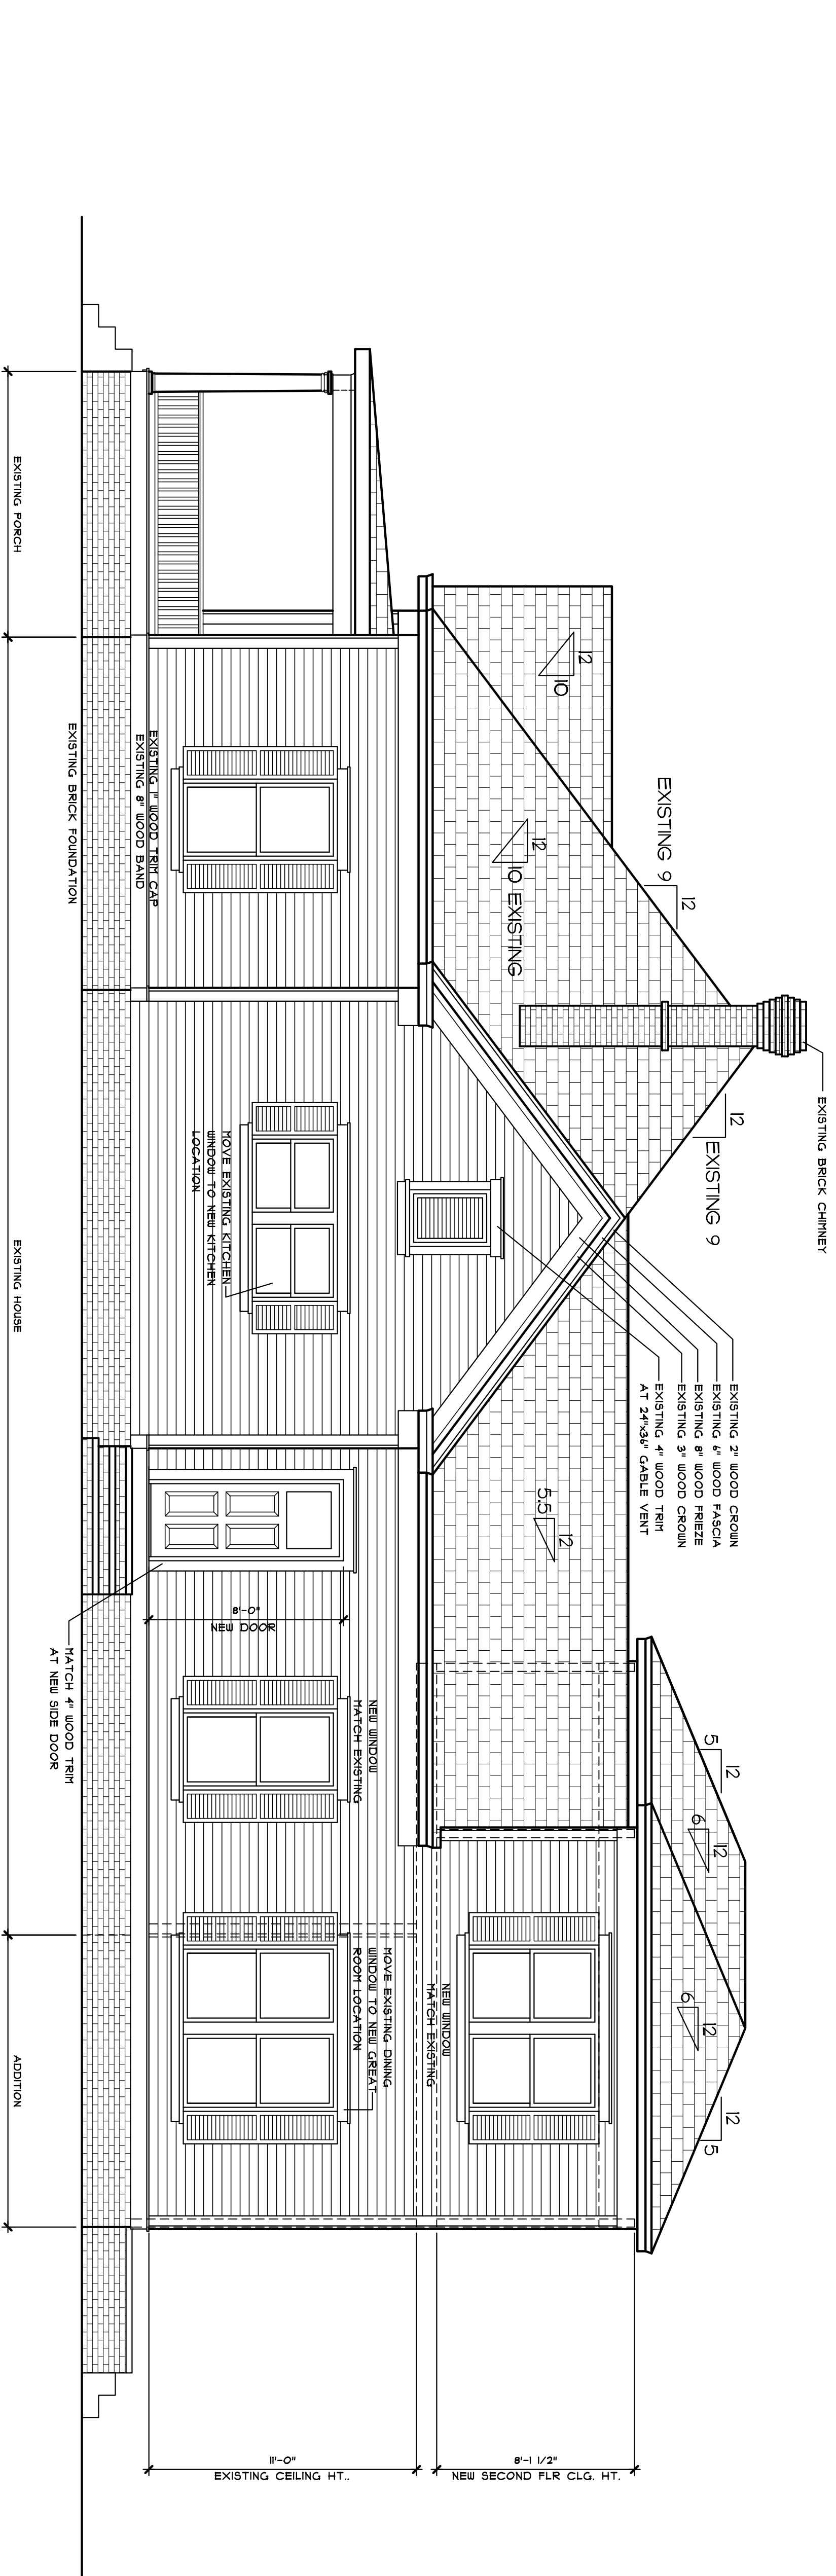 EXISTING BRICK CHIMNEY
12
EXISTING 9
12
EXISTING 9
12
10
12
10 EXISTING
EXISTING 2" WOOD CROWN
EXISTING 6" WOOD FASCIA
EXISTING 8" WOOD FRIEZE
EXISTING 3" WOOD CROWN
EXISTING 4" WOOD TRIM
AT 24"x36" GABLE VENT
12
5.5
12
5
12
6
12
6
12
5
NEW WINDOW
MATCH EXISTING
MOVE EXISTING DINING
WINDOW TO NEW GREAT
ROOM LOCATION
NEW WINDOW
MATCH EXISTING
8'-0"
NEW DOOR
MOVE EXISTING KITCHEN
WINDOW TO NEW KITCHEN
LOCATION
EXISTING 1" WOOD TRIM CAP
EXISTING 8" WOOD BAND
EXISTING BRICK FOUNDATION
MATCH 4" WOOD TRIM
AT NEW SIDE DOOR
8'-1 1/2"
NEW SECOND FLR CLG. HT.
11'-0"
EXISTING CEILING HT..
EXISTING PORCH
EXISTING HOUSE
ADDITION